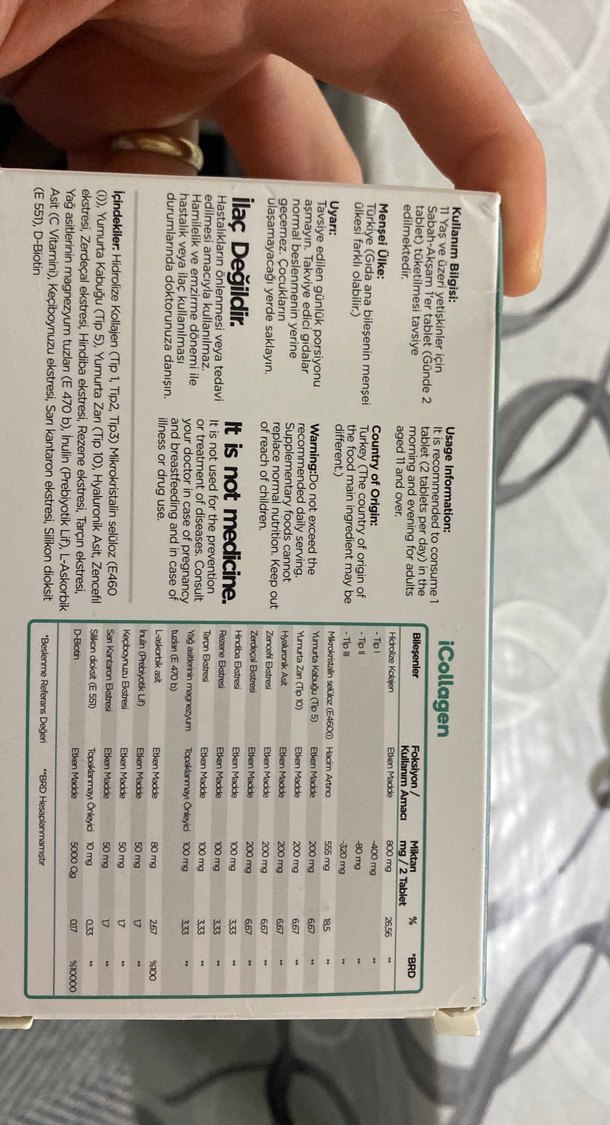 Kullanım Bilgisi:
11 Yaş ve üzeri yetişkinler için
Sabah-Akşam 1'er tablet (Günde 2
tablet) tüketilmesi tavsiye
edilmektedir.
Menşei Ülke:
Türkiye (Gıda ana bileşenin menşei
ülkesi farklı olabilir.)
Uyarı:
Tavsiye edilen günlük porsiyonu
aşmayın. Takviye edici gıdalar
normal beslenmenin yerine
geçemez. Çocukların
ulaşamayacağı yerde saklayın.
İlaç Değildir.
Hastalıkların önlenmesi veya tedavi
edilmesi amacıyla kullanılmaz.
Hamilelik ve emzirme dönemi ile
hastalık veya ilaç kullanılması
durumlarında doktorunuza danışın.
Usage Information:
It is recommended to consume 1
tablet (2 tablets per day) in the
morning and evening for adults
aged 11 and over.
Country of Origin:
Turkey (The country of origin of
the food main ingredient may be
different.)
Warning:Do not exceed the
recommended daily serving.
Supplementary foods cannot
replace normal nutrition. Keep out
of reach of children.
It is not medicine.
It is not used for the prevention
or treatment of diseases. Consult
your doctor in case of pregnancy
and breastfeeding and in case of
illness or drug use.
İçindekiler: Hidrolize Kollajen (Tip 1, Tip2, Tip3) Mikrokristalin selüloz (E460
(i)), Yumurta Kabuğu (Tip 5), Yumurta Zarı (Tip 10), Hyaluronik Asit, Zencefil
ekstresi, Zerdeçal ekstresi, Hindiba ekstresi, Rezene ekstresi, Tarçın ekstresi,
Yağ asitlerinin magnezyum tuzları (E 470 b), İnulin (Prebiyotik Lif), L-Askorbik
Asit (C Vitamini), Keçiboynuzu ekstresi, Sarı kantaron ekstresi, Silikon dioksit
(E 551), D-Biotin
iCollagen
Bileşenler Foksiyon / Kullanım Amacı Miktarı mg / 2 Tablet % *BRD
Hidrolize Kollajen Etken Madde 800 mg 26,56 **
- Tip I -400 mg **
- Tip II -80 mg **
- Tip III -320 mg **
Mikrokristalin selüloz (E460(i)) Hacim Artırıcı 555 mg 18,5 **
Yumurta Kabuğu (Tip 5) Etken Madde 200 mg 6,67 **
Yumurta Zarı (Tip 10) Etken Madde 200 mg 6,67 **
Hyaluronik Asit Etken Madde 200 mg 6,67 **
Zencefil Ekstresi Etken Madde 200 mg 6,67 **
Zerdeçal Ekstresi Etken Madde 200 mg 6,67 **
Hindiba Ekstresi Etken Madde 100 mg 3,33 **
Rezene Ekstresi Etken Madde 100 mg 3,33 **
Tarçın Ekstresi Etken Madde 100 mg 3,33 **
Yağ asitlerinin magnezyum Topaklanmayı Önleyici 100 mg 3,33 **
tuzları (E 470 b)
L-askorbik asit Etken Madde 80 mg 2,67 %100
İnulin (Prebiyotik Lif) Etken Madde 50 mg 1,7 **
Keçiboynuzu Ekstresi Etken Madde 50 mg 1,7 **
Sarı Kantaron Ekstresi Etken Madde 50 mg 1,7 **
Silikon dioksit (E 551) Topaklanmayı Önleyici 10 mg 0,33 **
D-Biotin Etken Madde 5000 Qg 0,17 %10000
*Beslenme Referans Değeri **BRD Hesaplanmamıştır